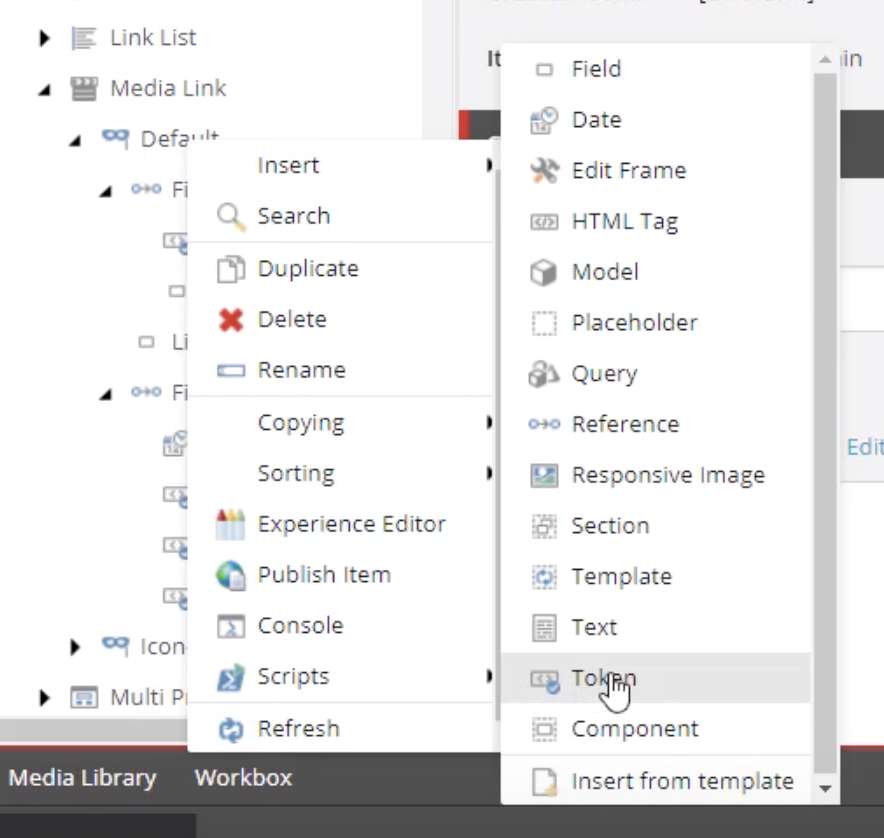 Link List
Media Link
Default
Fi
Li
Fi
Icon
Multi P
Insert
Search
Duplicate
Delete
Rename
Copying
Sorting
Experience Editor
Publish Item
Console
Scripts
Refresh
It
Field
Date
Edit Frame
HTML Tag
Model
Placeholder
Query
Reference
Responsive Image
Section
Template
Text
Token
Component
Insert from template
in
Edit
Media Library Workbox